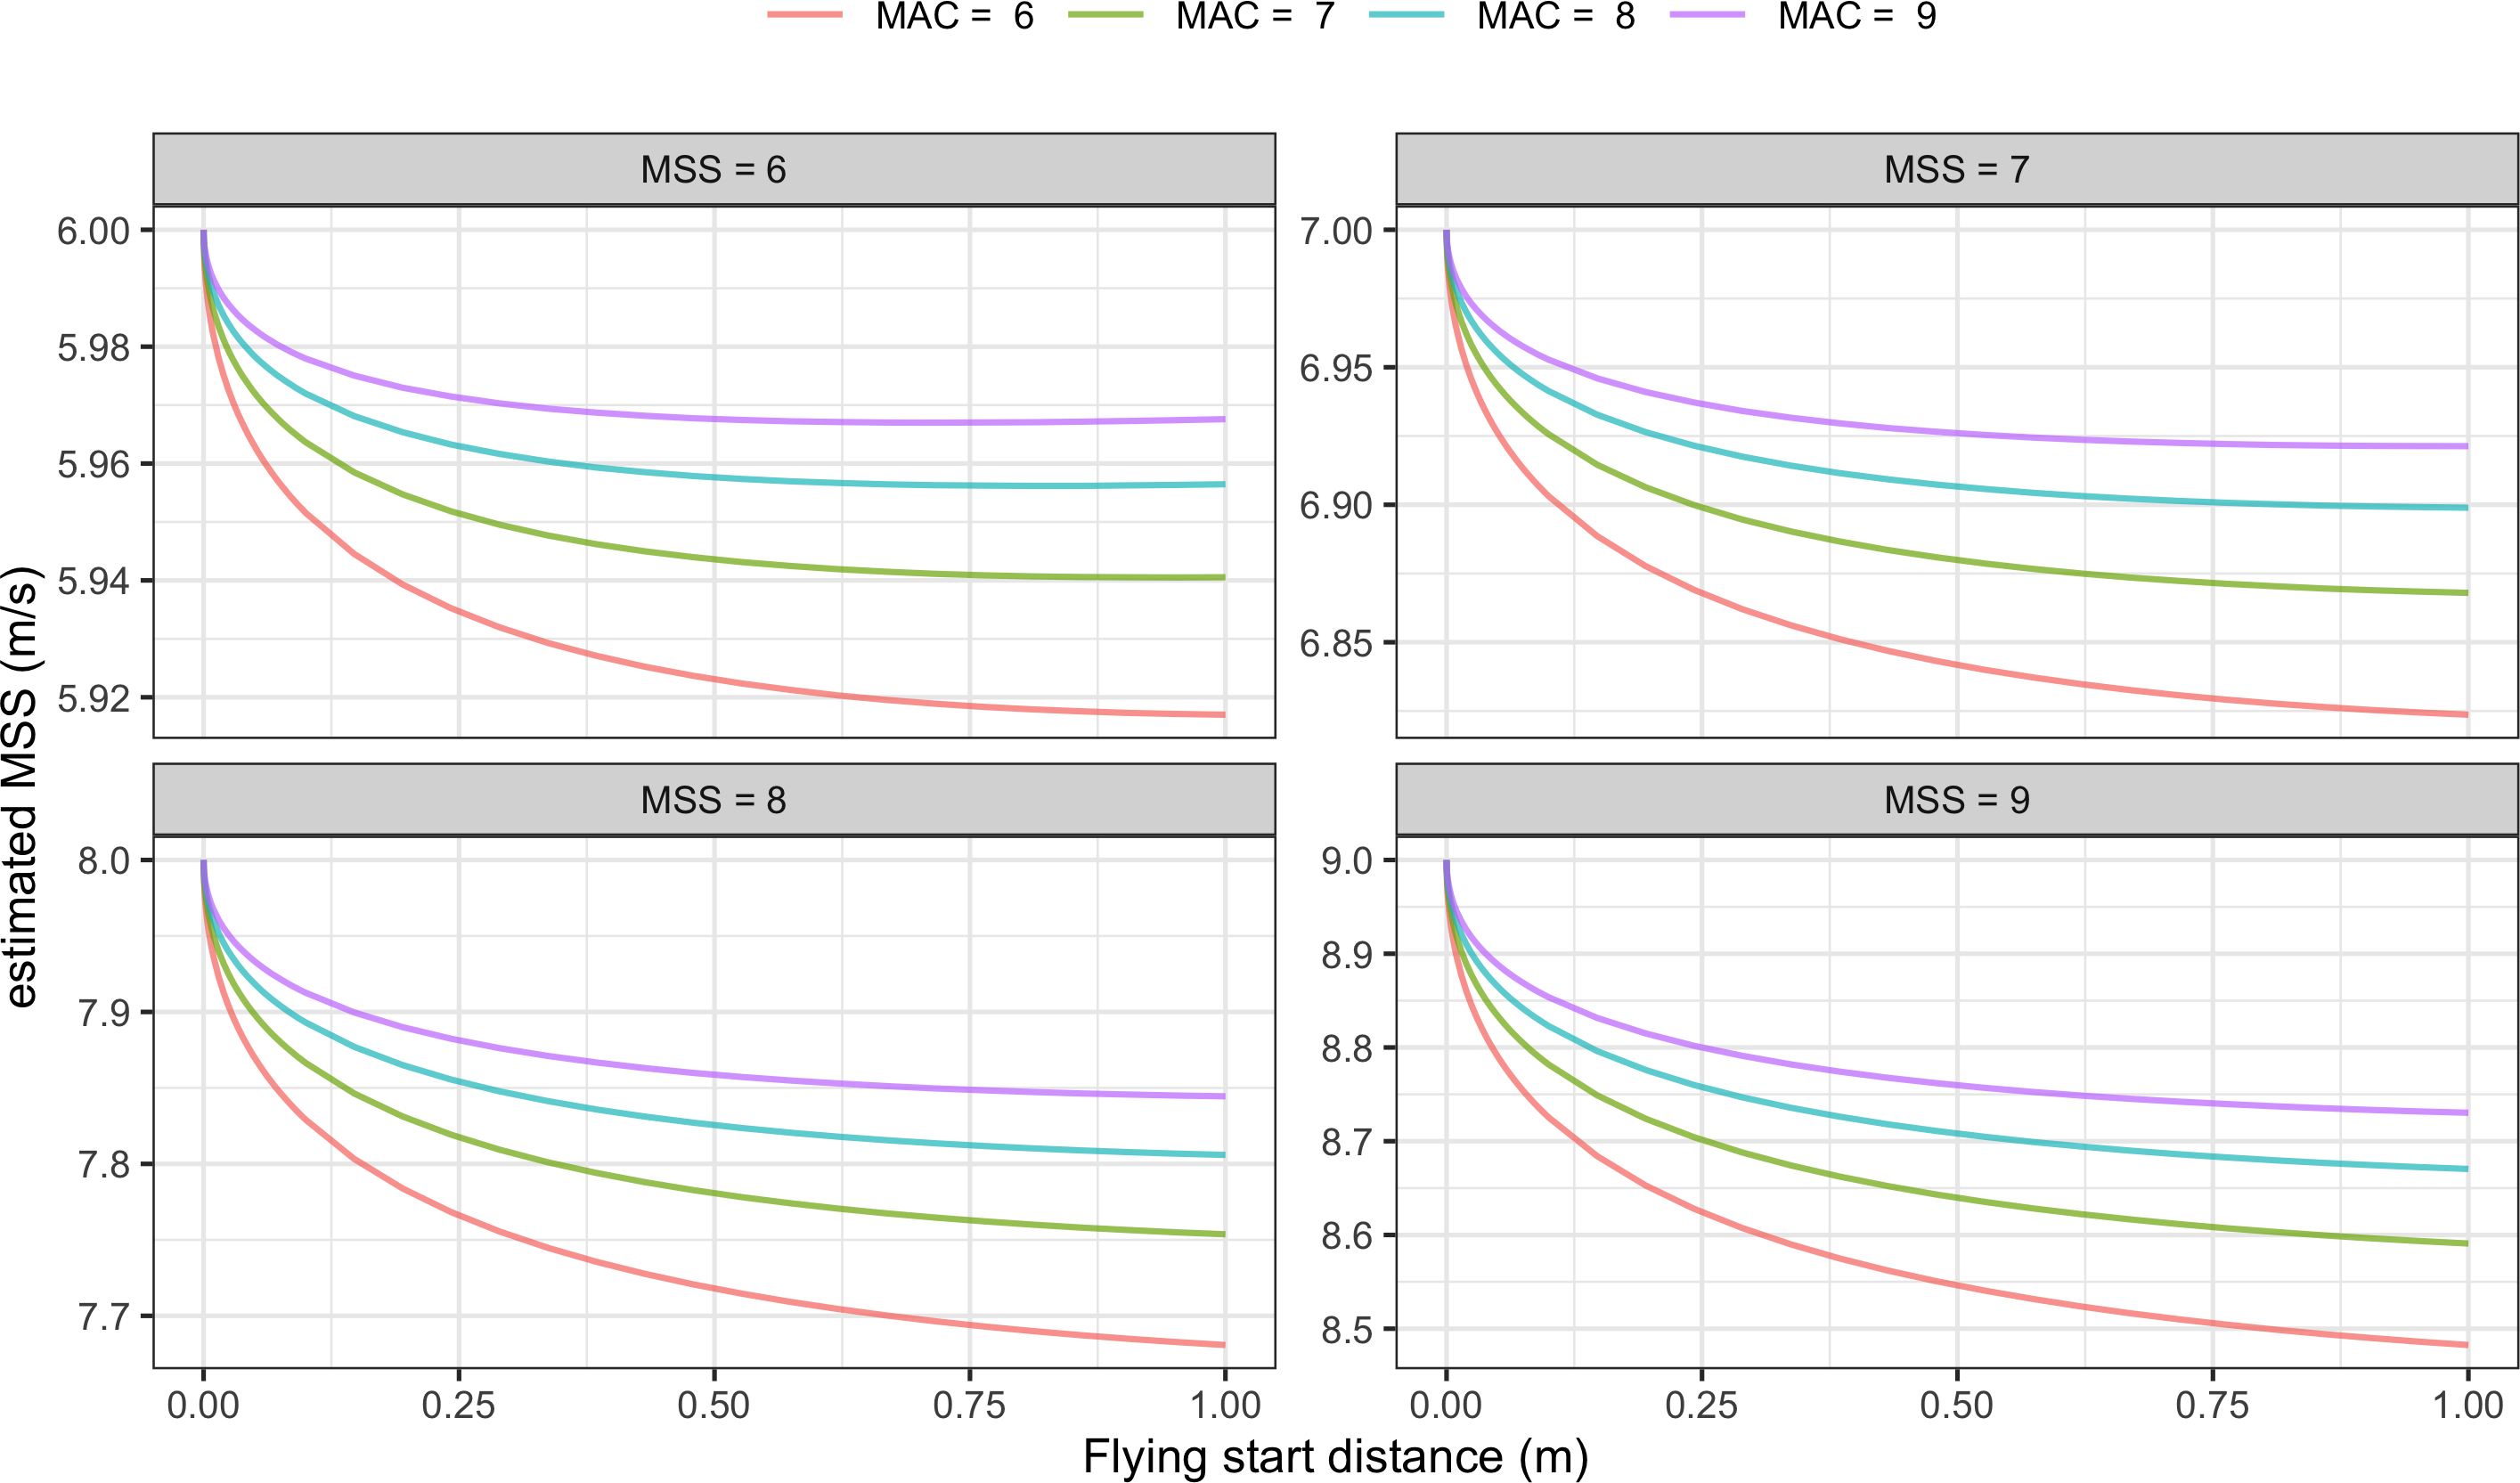 MAC =  6 MAC =  7 MAC =  8 MAC =  9
MSS = 6
MSS = 7
6.00
5.98
5.96
5.94
5.92
7.00
6.95
6.90
6.85
estimated MSS (m/s)
MSS = 8
MSS = 9
8.0
7.9
7.8
7.7
9.0
8.9
8.8
8.7
8.6
8.5
0.00 0.25 0.50 0.75 1.00
0.00 0.25 0.50 0.75 1.00
Flying start distance (m)